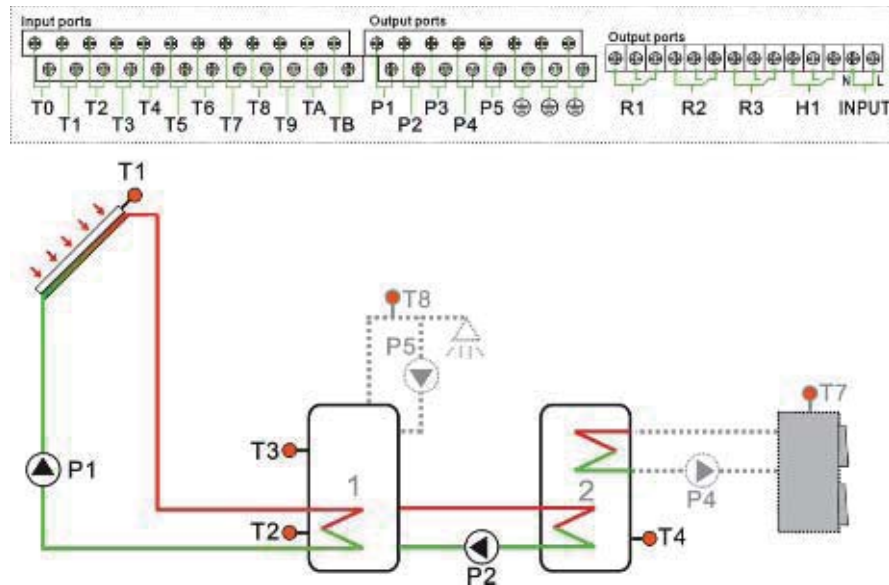 Input ports
Output ports
Output ports
T0 T2 T4 T6 T8 TA
T1 T3 T5 T7 T9 TB
P1 P3 P5
P2 P4
N L
R1 R2 R3 H1 INPUT
T1
T8
P5
T7
T3
P1
1
2
P4
T2
T4
P2